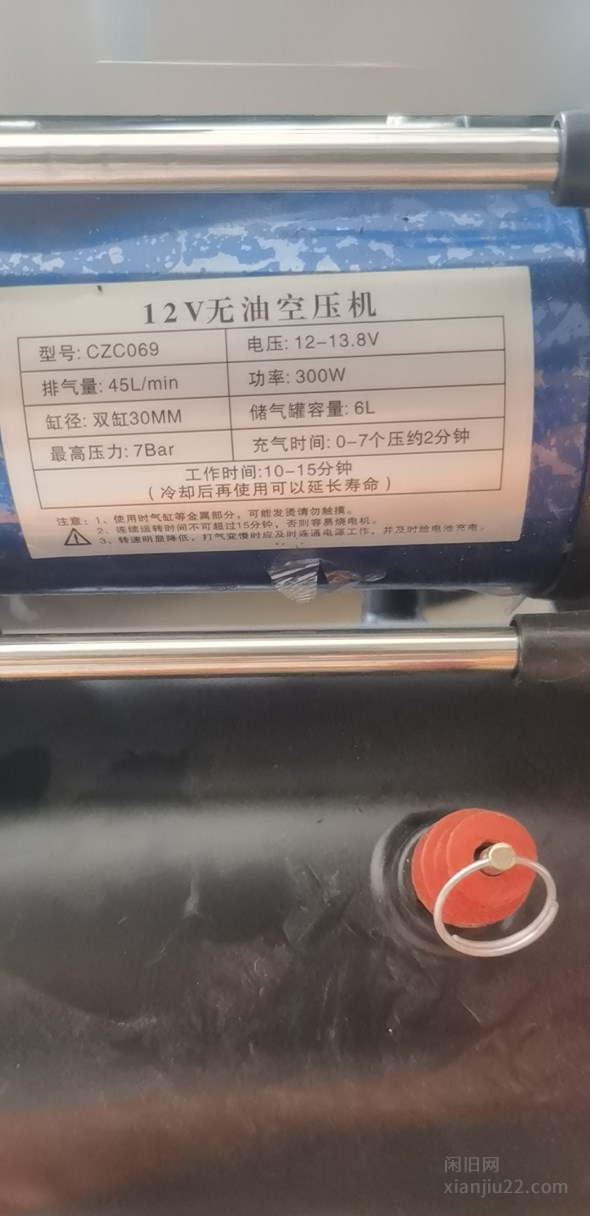 12V无油空压机
型号: CZC069 电压: 12-13.8V
排气量: 45L/min 功率: 300W
缸径: 双缸30MM 储气罐容量: 6L
最高压力: 7Bar 充气时间: 0-7个压约2分钟
工作时间:10-15分钟
(冷却后再使用可以延长寿命)
注意: 1、使用时气缸等金属部分，可能发烫请勿触摸。
2、连续运转时间不可超过15分钟，否则容易烧电机。
3、转速明显降低，打气变慢时应及时连通电源工作，并及时给电池充电。
闲旧网
xianjiu22.com